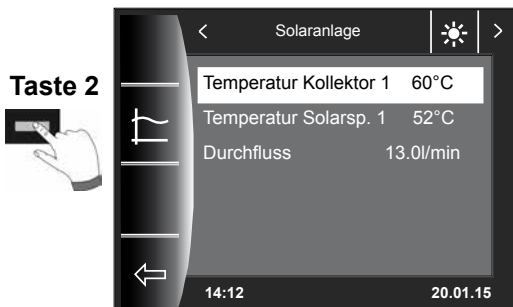 Solaranlage
Taste 2
Temperatur Kollektor 1 60°C
Temperatur Solarsp. 1 52°C
Durchfluss 13.0l/min
14:12 20.01.15